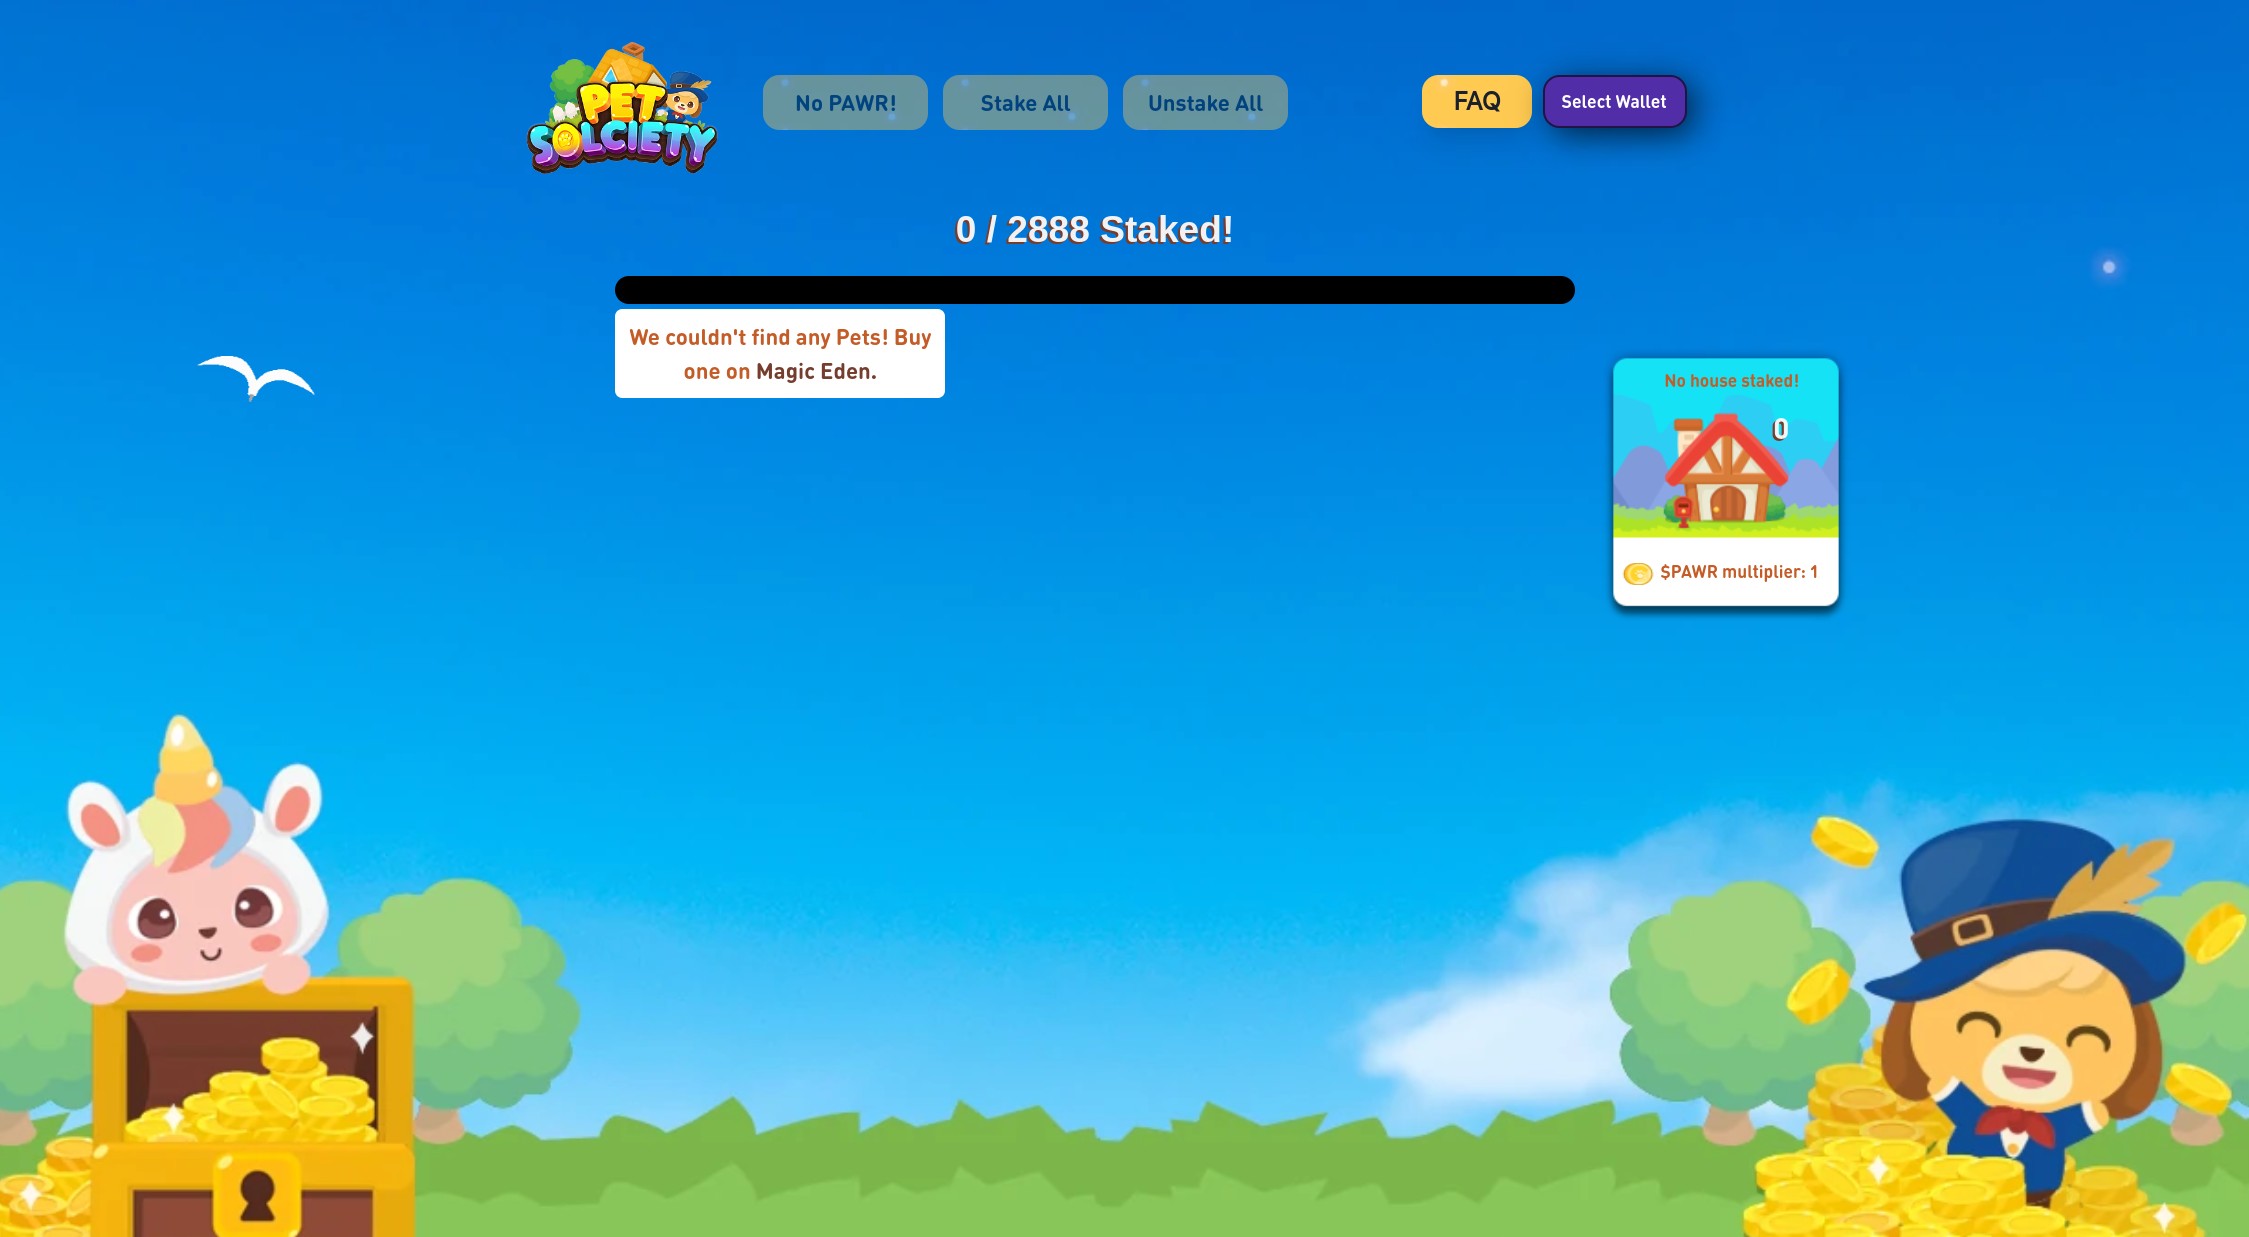 PET
SOLCIETY
No PAWR!
Stake All
Unstake All
FAQ
Select Wallet
0 / 2888 Staked!
We couldn't find any Pets! Buy
one on Magic Eden.
No house staked!
0
$PAWR multiplier: 1